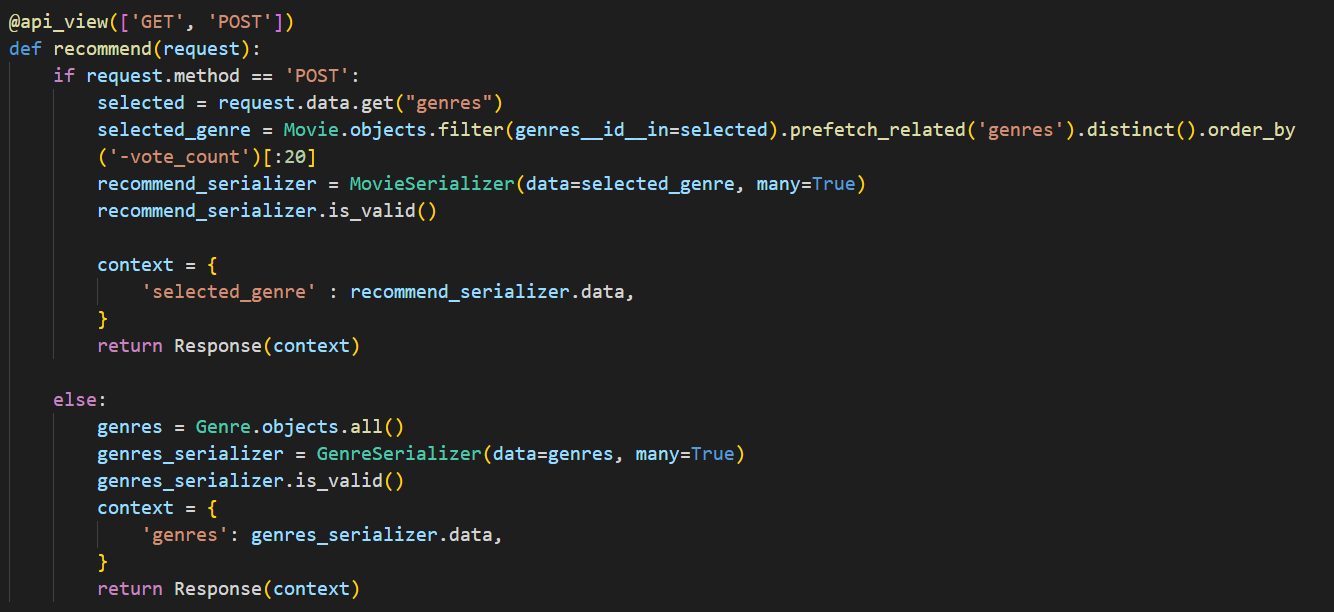 @api_view(['GET', 'POST'])
def recommend(request):
    if request.method == 'POST':
        selected = request.data.get("genres")
        selected_genre = Movie.objects.filter(genres__id__in=selected).prefetch_related('genres').distinct().order_by
        ('-vote_count')[:20]
        recommend_serializer = MovieSerializer(data=selected_genre, many=True)
        recommend_serializer.is_valid()

        context = {
            'selected_genre' : recommend_serializer.data,
        }
        return Response(context)

    else:
        genres = Genre.objects.all()
        genres_serializer = GenreSerializer(data=genres, many=True)
        genres_serializer.is_valid()
        context = {
            'genres': genres_serializer.data,
        }
        return Response(context)